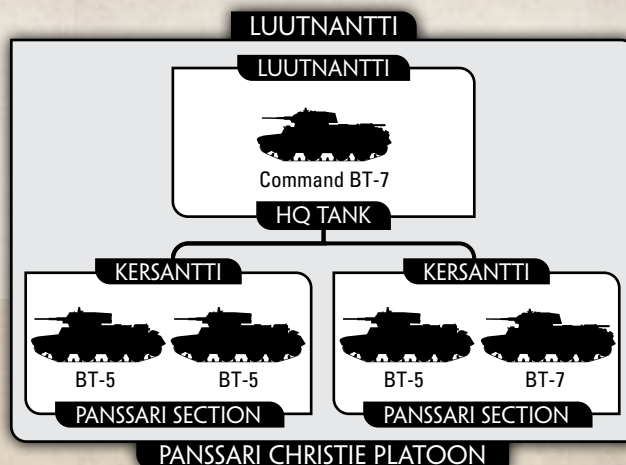 LUUTNANTTI
LUUTNANTTI
Command BT-7
HQ TANK
KERSANTTI
KERSANTTI
BT-5 BT-5
BT-5 BT-7
PANSSARI SECTION
PANSSARI SECTION
PANSSARI CHRISTIE PLATOON